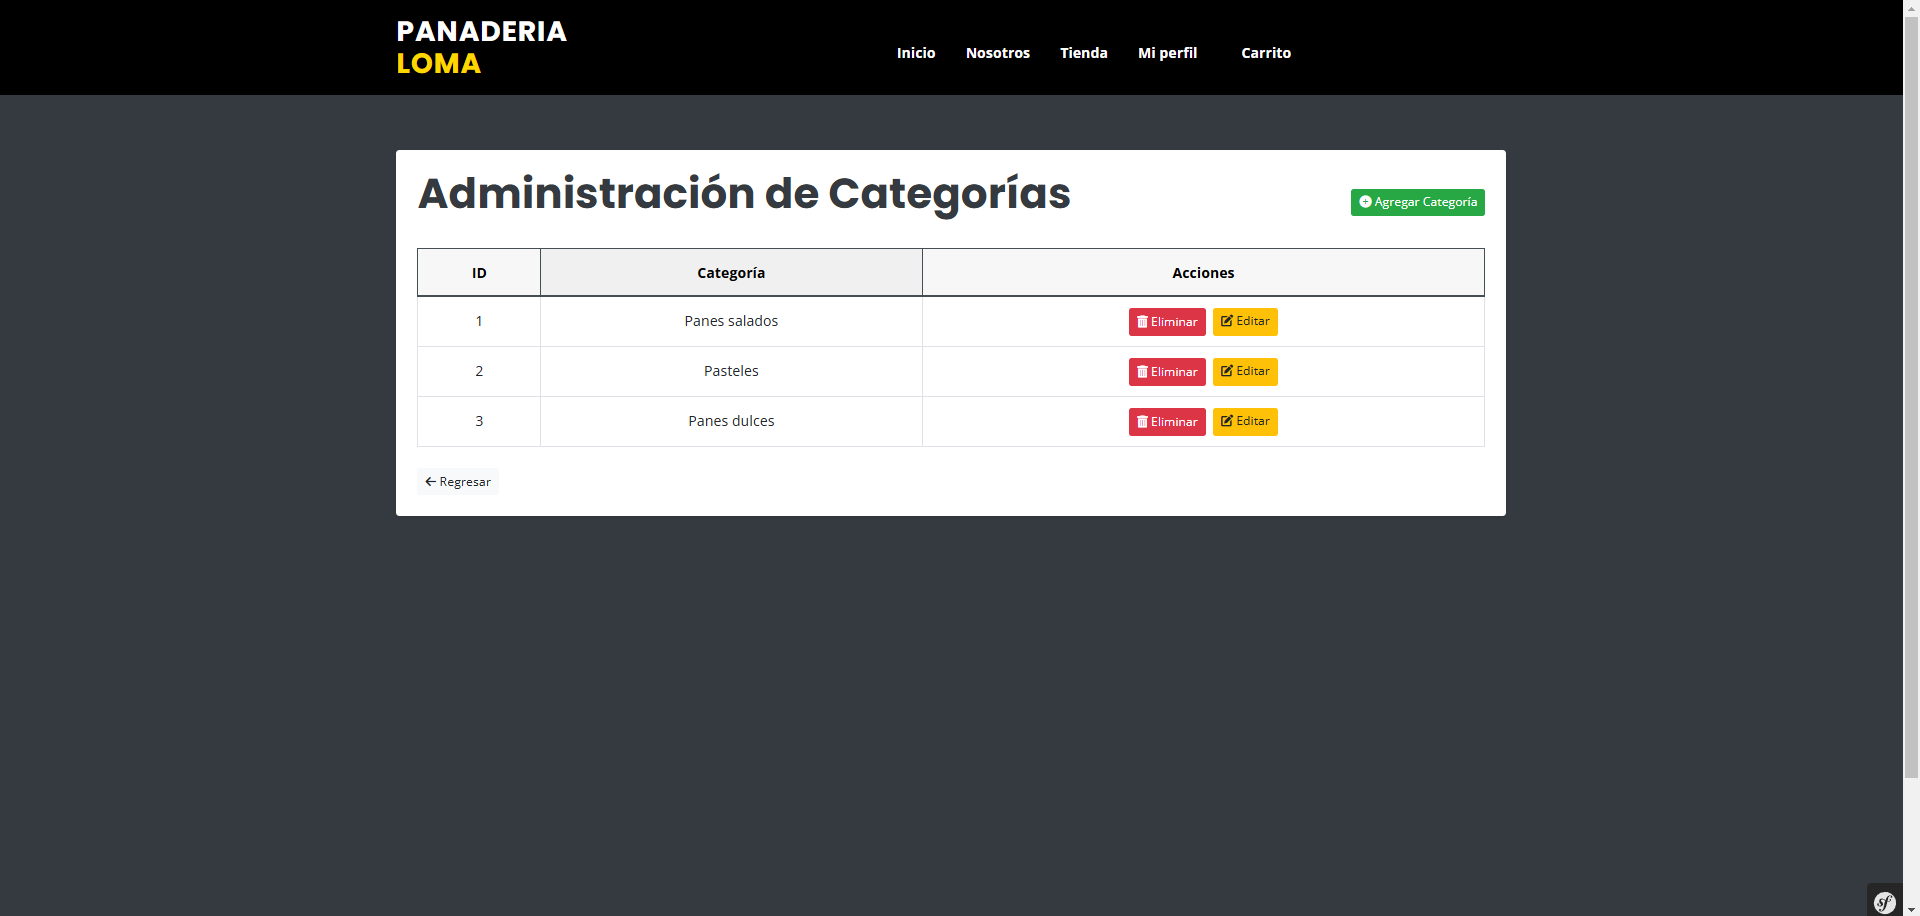 PANADERIA
LOMA
Inicio Nosotros Tienda Mi perfil Carrito
Administración de Categorías
Agregar Categoría
ID Categoría Acciones
1 Panes salados Eliminar Editar
2 Pasteles Eliminar Editar
3 Panes dulces Eliminar Editar
Regresar
sf